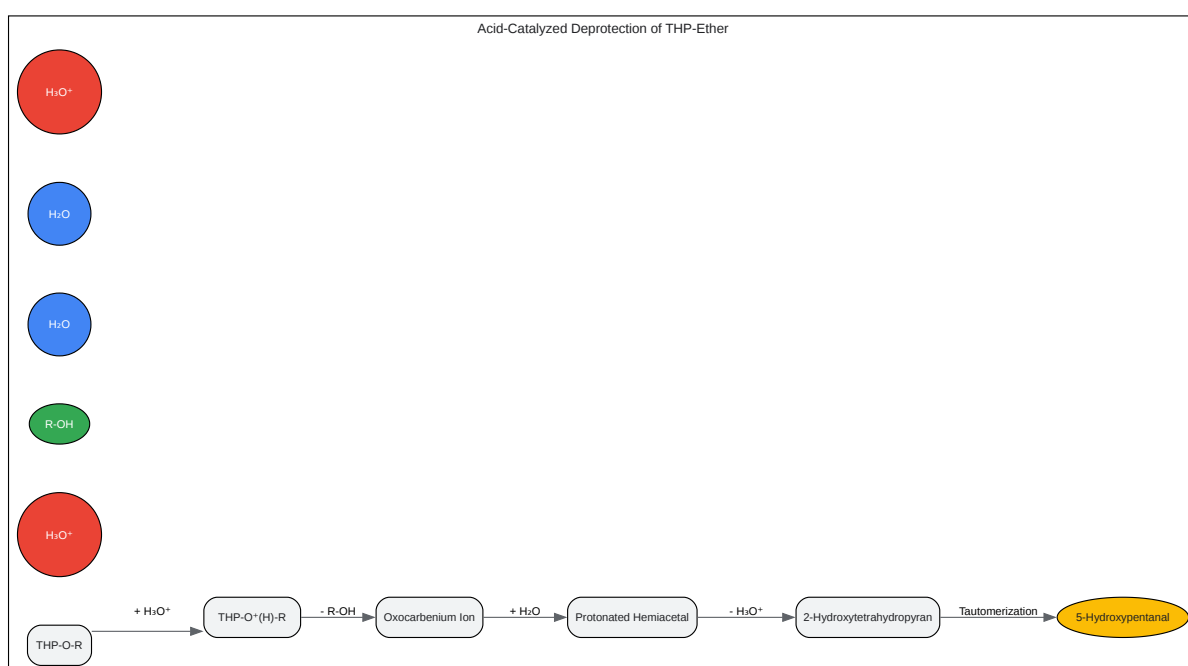 Acid-Catalyzed Deprotection of THP-Ether
H₃O⁺
H₂O
H₂O
R-OH
H₃O⁺
THP-O-R
+ H₃O⁺
THP-O⁺(H)-R
- R-OH
Oxocarbenium Ion
+ H₂O
Protonated Hemiacetal
- H₃O⁺
2-Hydroxytetrahydropyran
Tautomerization
5-Hydroxypentanal